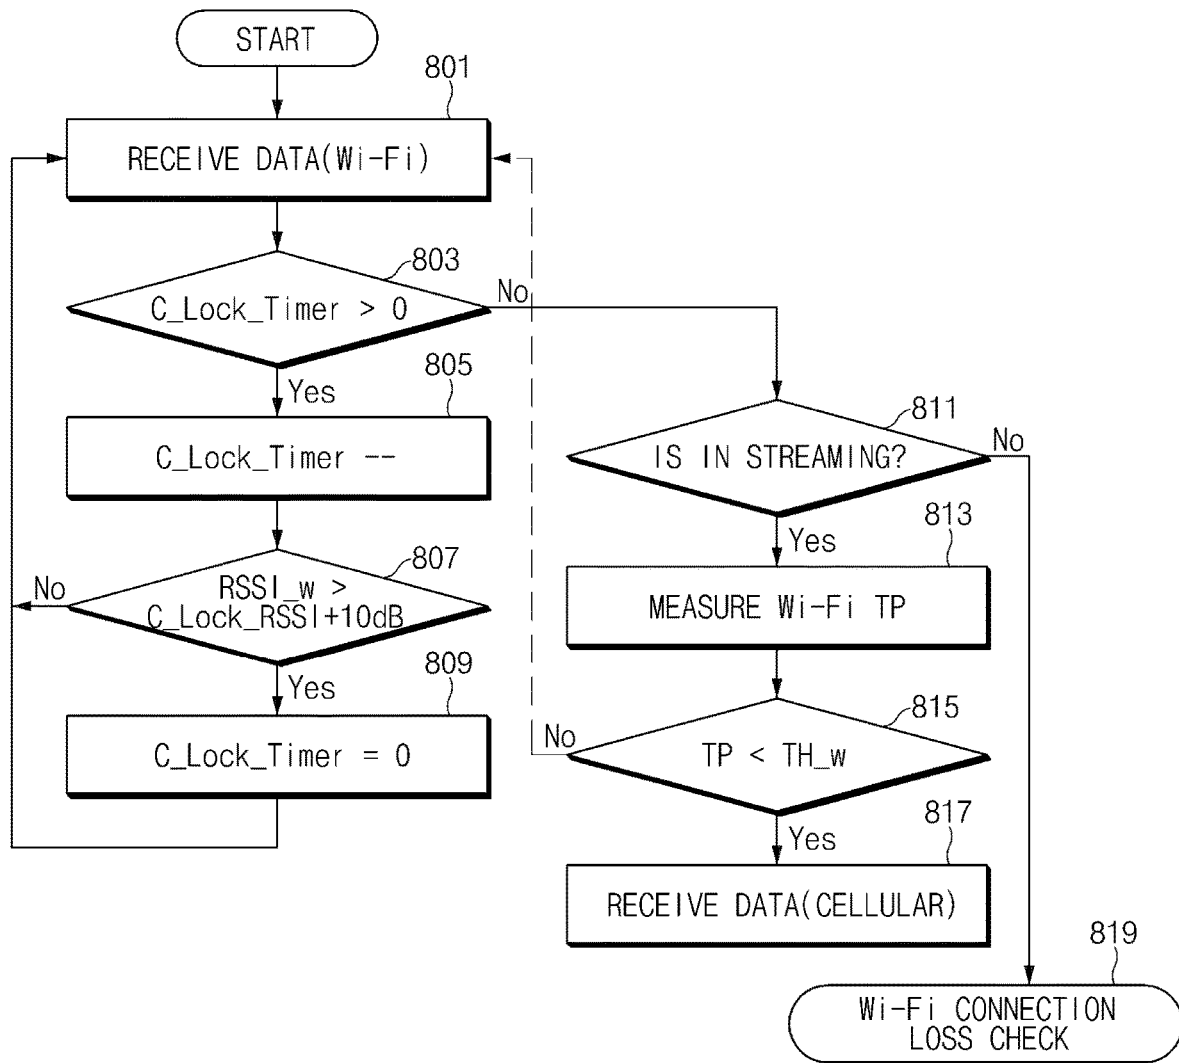 START
801
RECEIVE DATA(Wi-Fi)
803
C_Lock_Timer > 0
No
Yes
805
C_Lock_Timer --
807
RSSI_w >
C_Lock_RSSI+10dB
No
Yes
809
C_Lock_Timer = 0
811
IS IN STREAMING?
No
Yes
813
MEASURE Wi-Fi TP
815
TP < TH_w
No
Yes
817
RECEIVE DATA(CELLULAR)
819
Wi-Fi CONNECTION
LOSS CHECK